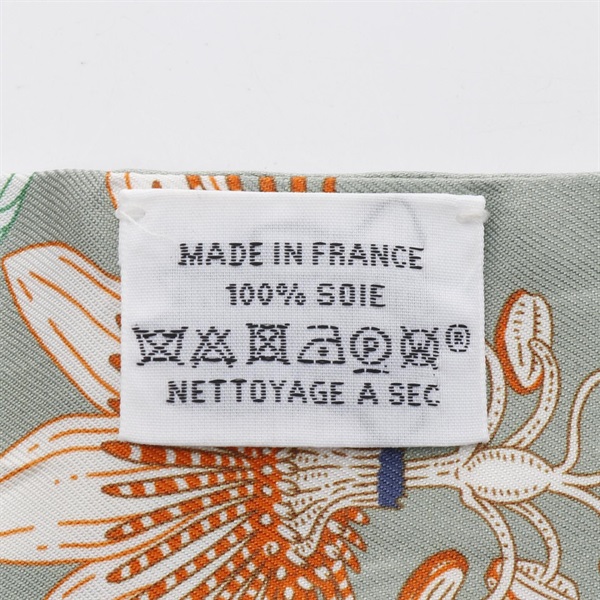 MADE IN FRANCE
100% SOIE
P ®
NETTOYAGE A SEC